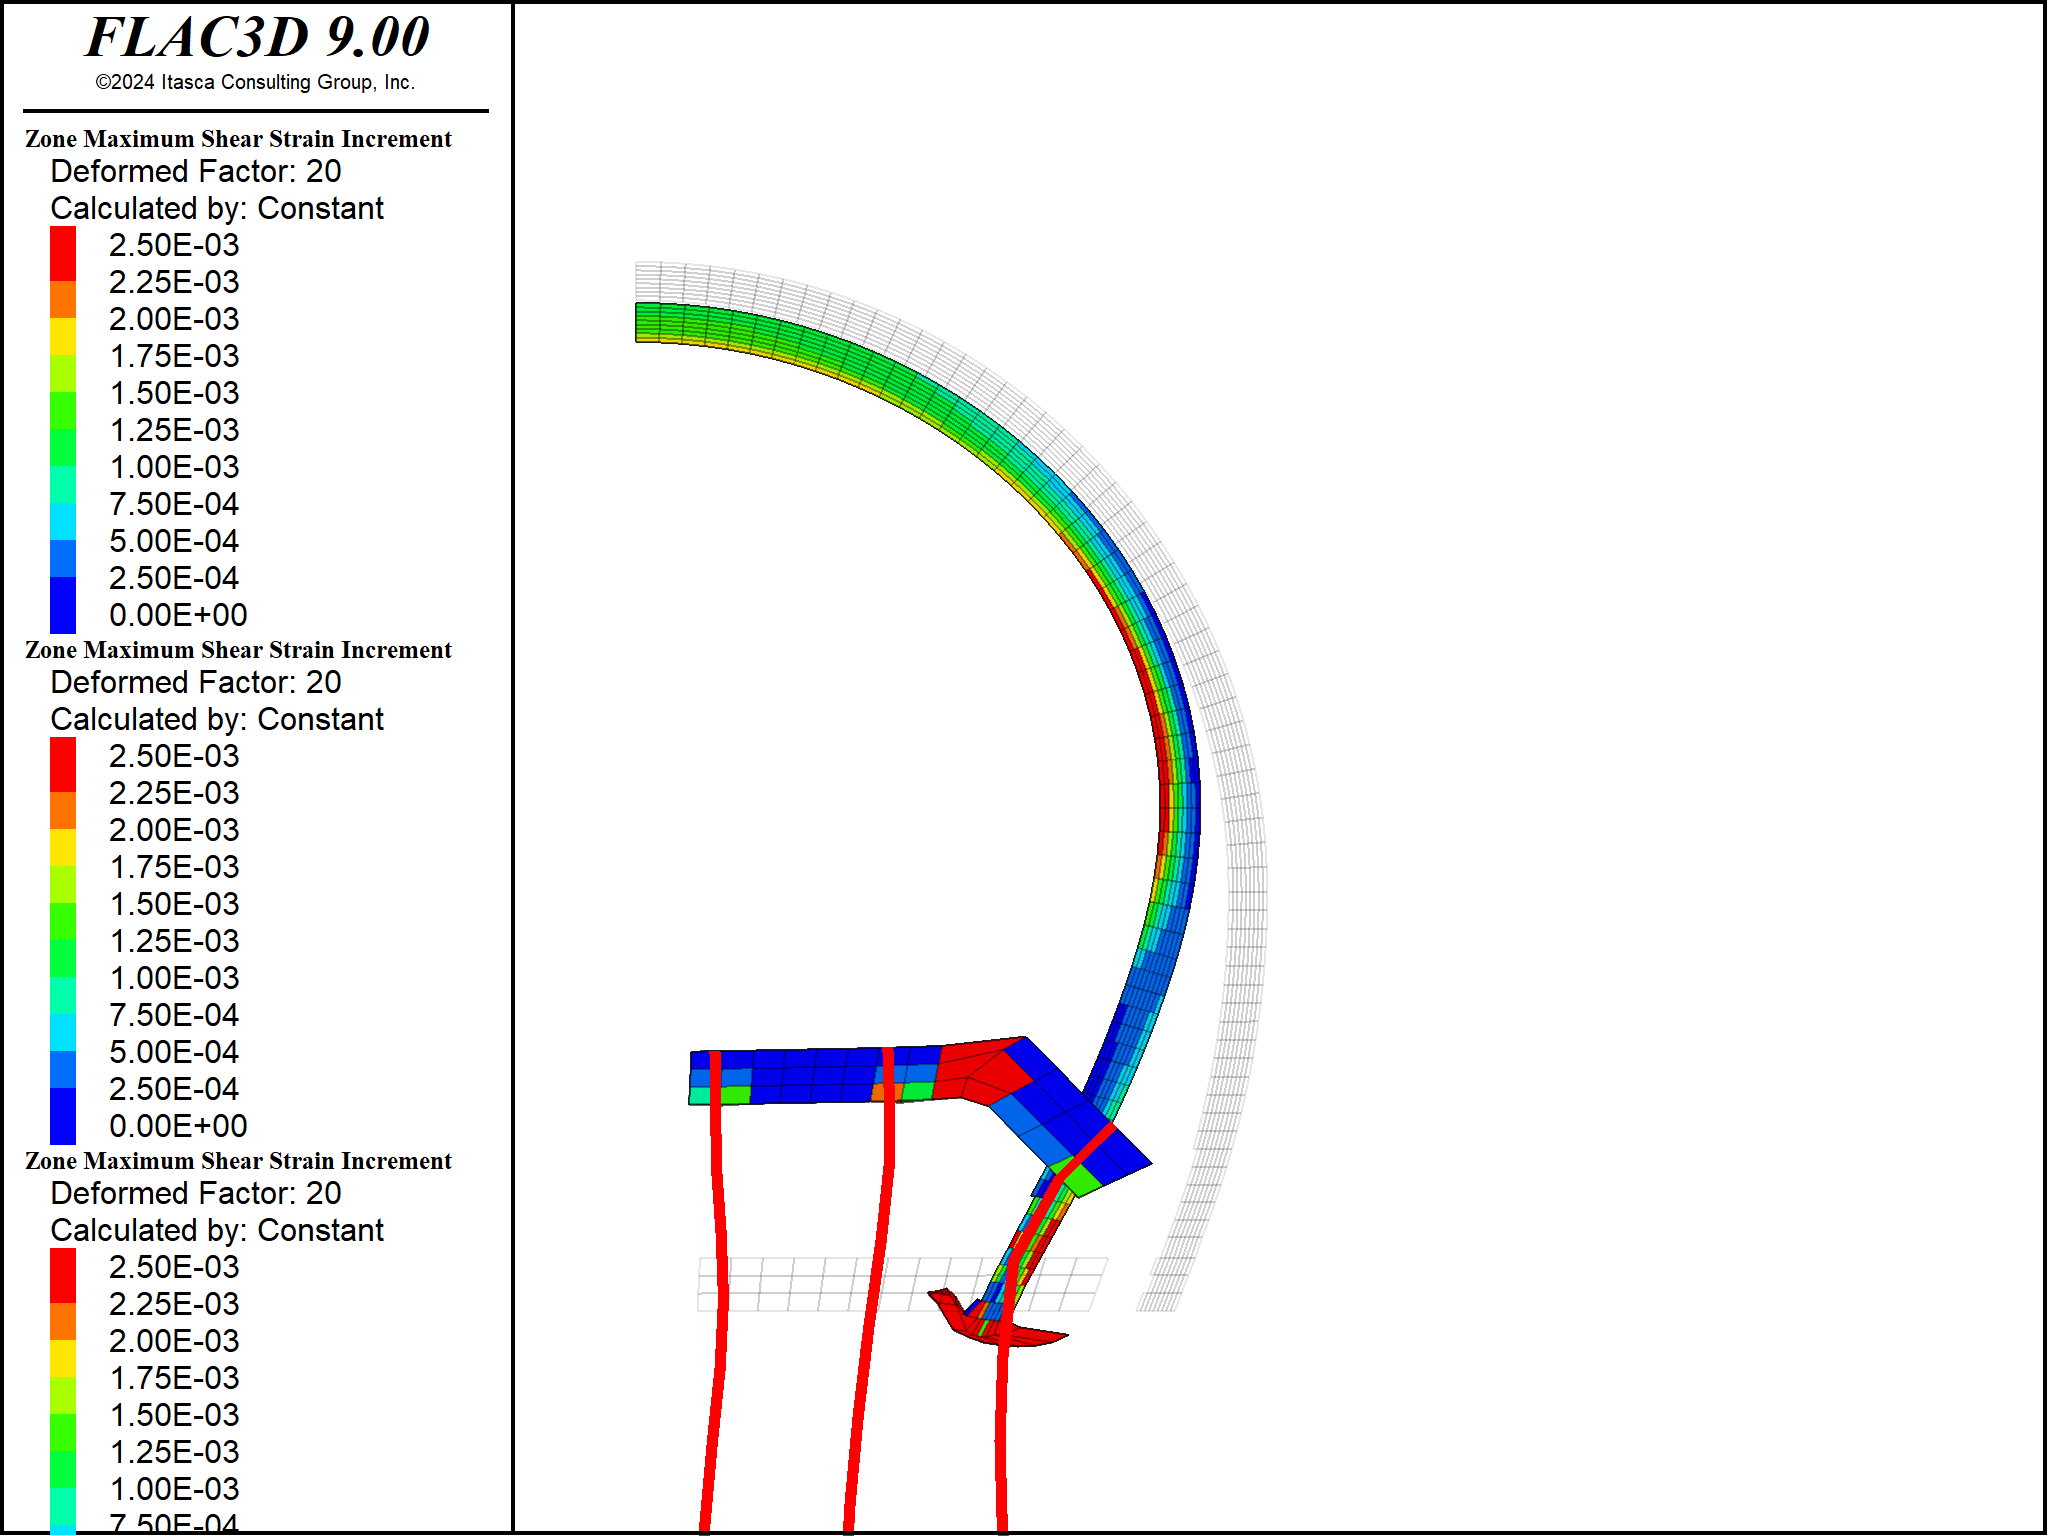 FLAC3D 9.00
©2024 Itasca Consulting Group, Inc.
Zone Maximum Shear Strain Increment
Deformed Factor: 20
Calculated by: Constant
2.50E-03
2.25E-03
2.00E-03
1.75E-03
1.50E-03
1.25E-03
1.00E-03
7.50E-04
5.00E-04
2.50E-04
0.00E+00
Zone Maximum Shear Strain Increment
Deformed Factor: 20
Calculated by: Constant
2.50E-03
2.25E-03
2.00E-03
1.75E-03
1.50E-03
1.25E-03
1.00E-03
7.50E-04
5.00E-04
2.50E-04
0.00E+00
Zone Maximum Shear Strain Increment
Deformed Factor: 20
Calculated by: Constant
2.50E-03
2.25E-03
2.00E-03
1.75E-03
1.50E-03
1.25E-03
1.00E-03
7.50E-04